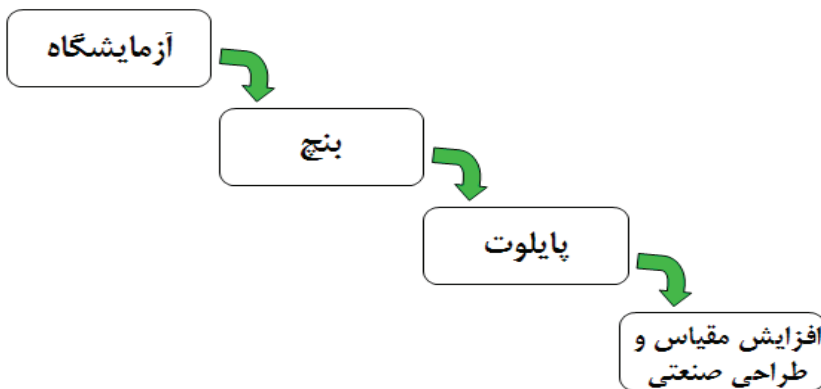 آزمایشگاه
بنچ
پایلوت
افزایش مقیاس و
طراحی صنعتی